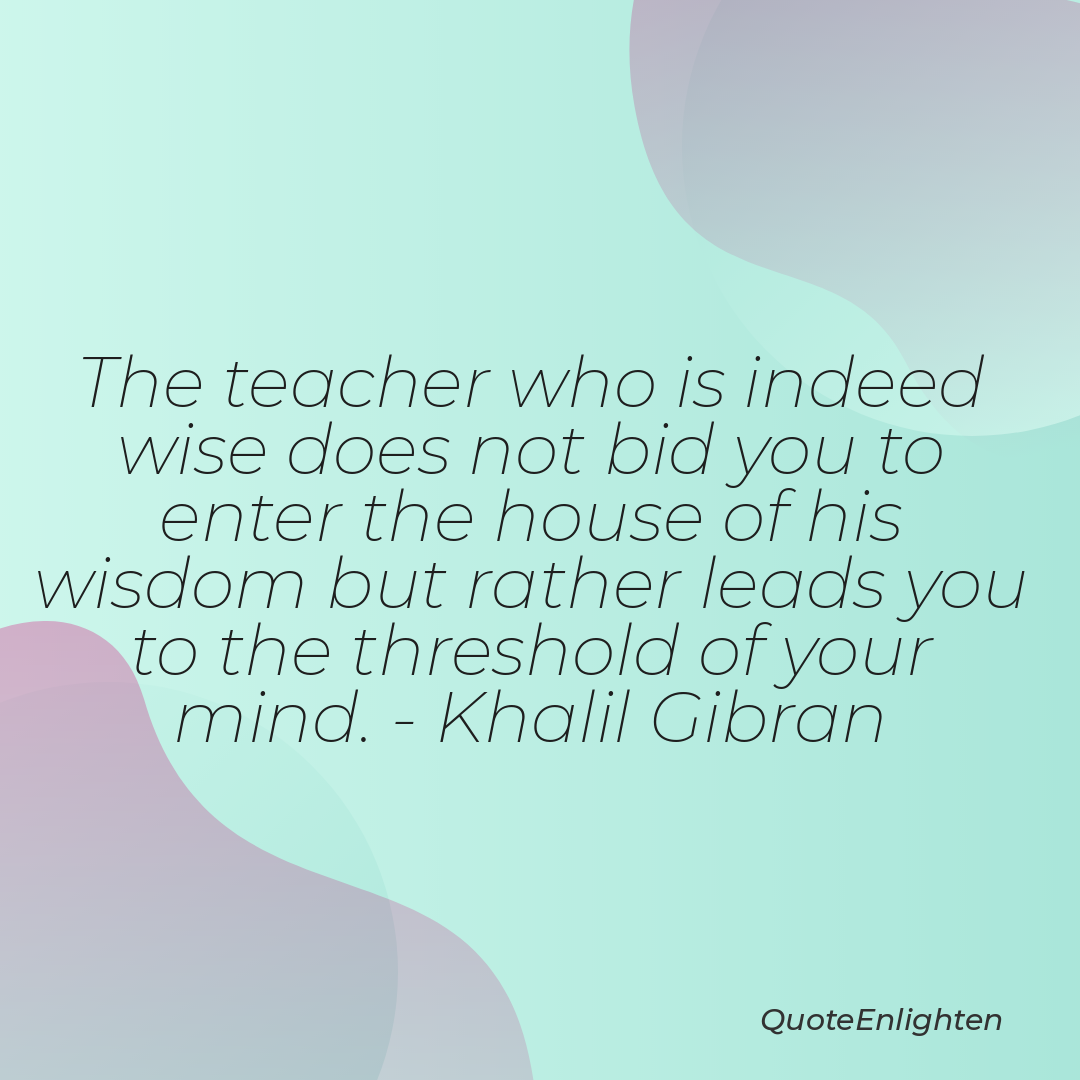 The teacher who is indeed
wise does not bid you to
enter the house of his
wisdom but rather leads you
to the threshold of your
mind. - Khalil Gibran
QuoteEnlighten